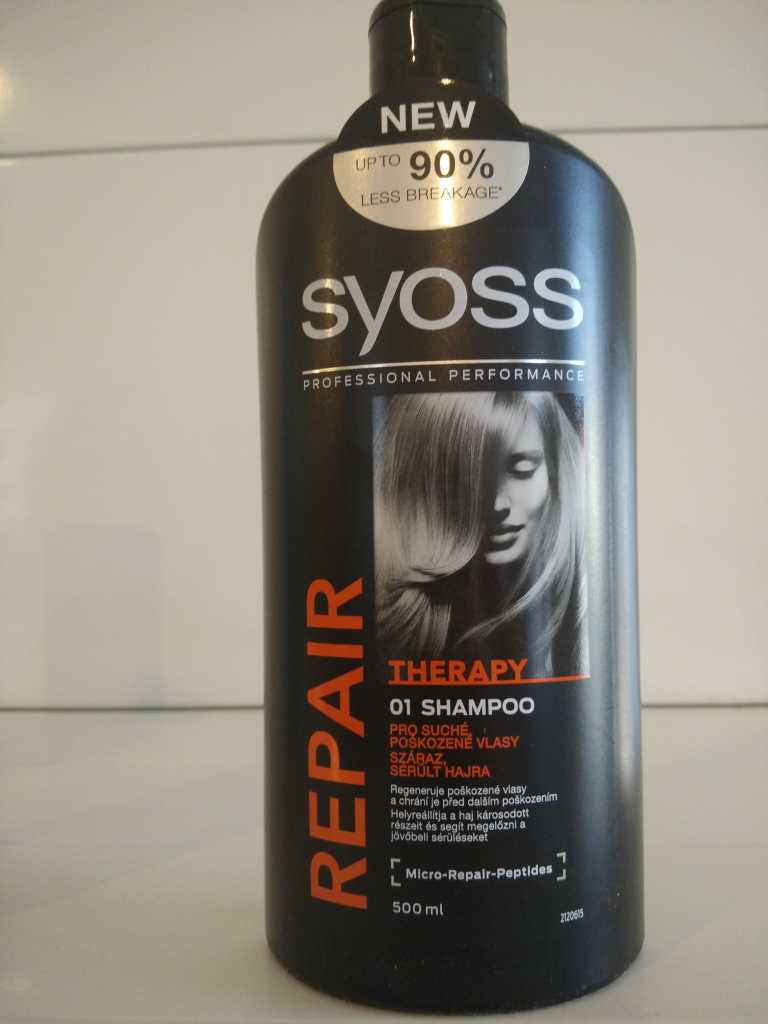 NEW
UP TO 90%
LESS BREAKAGE*
syoss
PROFESSIONAL PERFORMANCE
REPAIR
THERAPY
01 SHAMPOO
PRO SUCHÉ,
POŠKOZENÉ VLASY
SZÁRAZ,
SÉRÜLT HAJRA
Regeneruje poškozené vlasy
a chrání je před dalším poškozením
Helyreállítja a haj károsodott
részeit és segít megelőzni a
jövőbeli sérüléseket
Micro-Repair-Peptides
500 ml
2120615